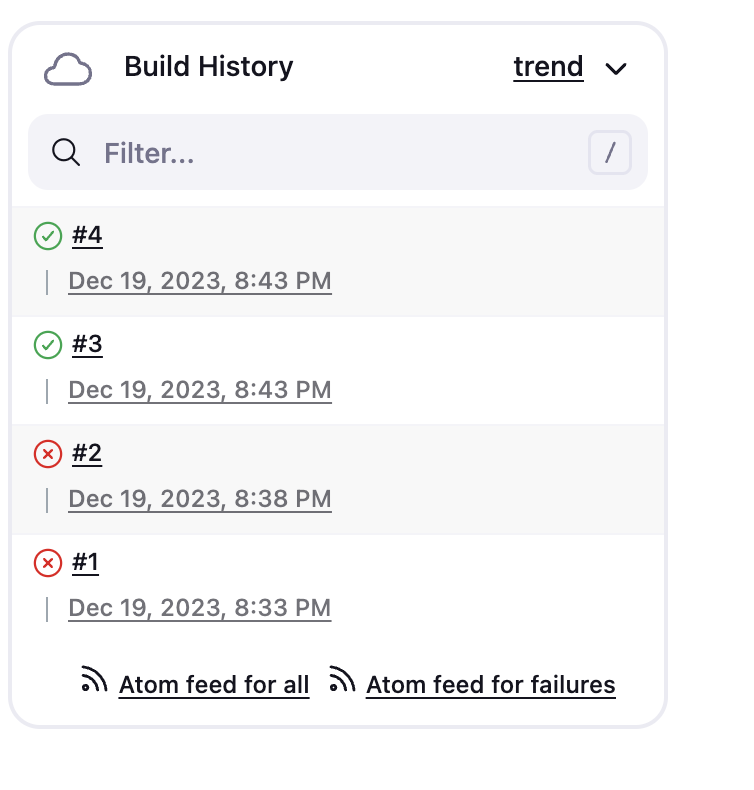 Build History trend
Filter... /
#4
Dec 19, 2023, 8:43 PM
#3
Dec 19, 2023, 8:43 PM
#2
Dec 19, 2023, 8:38 PM
#1
Dec 19, 2023, 8:33 PM
Atom feed for all Atom feed for failures